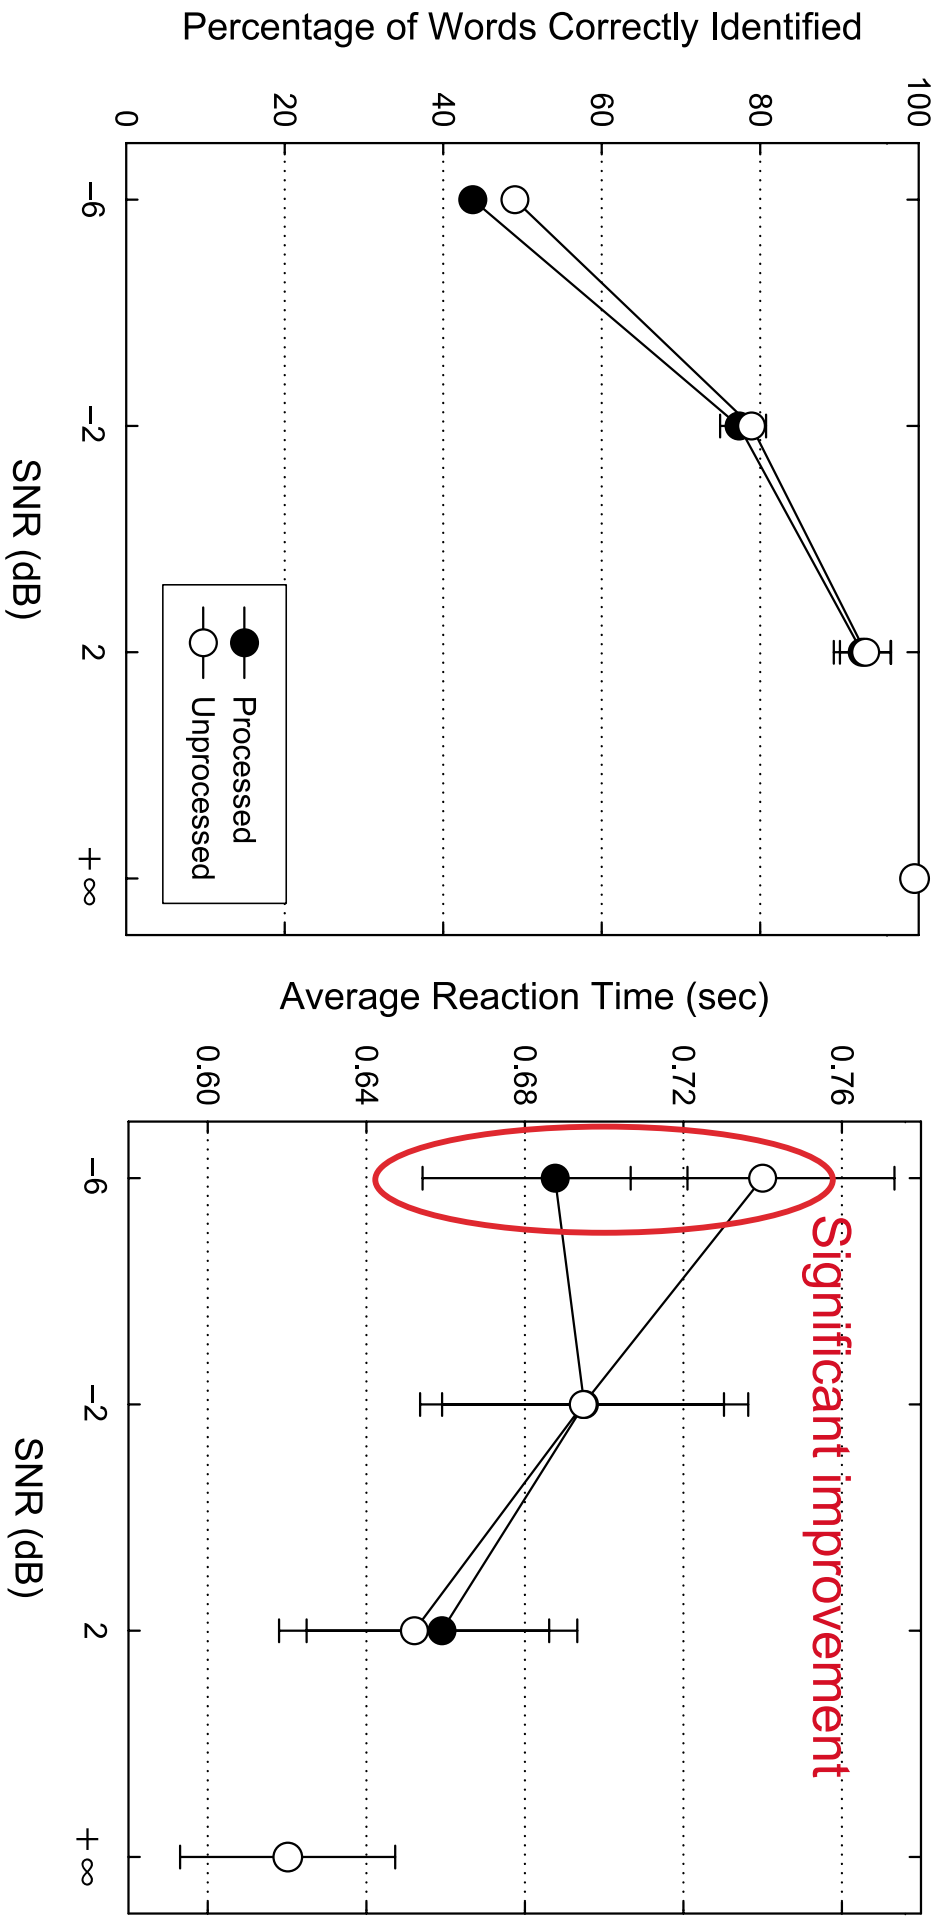 Percentage of Words Correctly Identified
100
80
60
40
20
0
−6
−2
2
+ ∞
SNR (dB)
Processed
Unprocessed
Average Reaction Time (sec)
0.76
0.72
0.68
0.64
0.60
−6
−2
2
+ ∞
SNR (dB)
Significant improvement